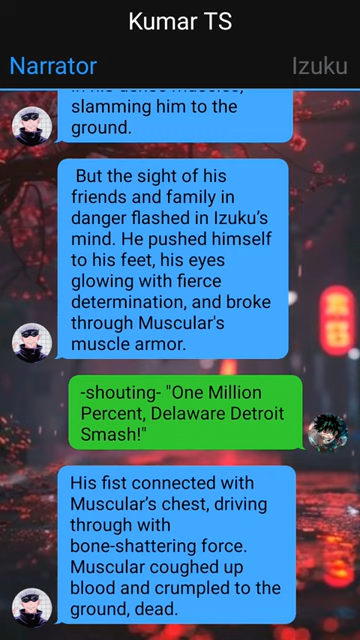 Kumar TS
Narrator
Izuku
slamming him to the
ground.
But the sight of his
friends and family in
danger flashed in Izuku’s
mind. He pushed himself
to his feet, his eyes
glowing with fierce
determination, and broke
through Muscular's
muscle armor.
-shouting- "One Million
Percent, Delaware Detroit
Smash!"
His fist connected with
Muscular’s chest, driving
through with
bone-shattering force.
Muscular coughed up
blood and crumpled to the
ground, dead.